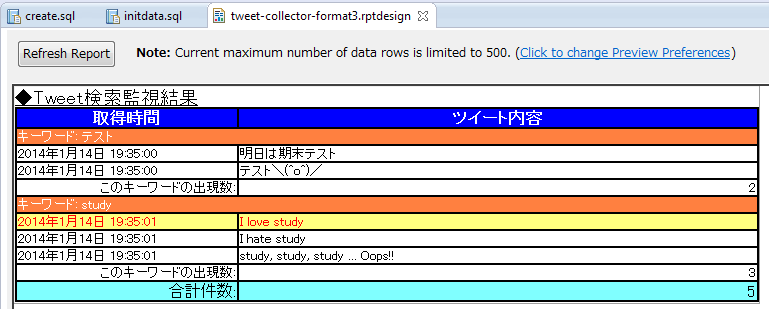 create.sql initdata.sql tweet-collector-format3.rptdesign
Refresh Report Note: Current maximum number of data rows is limited to 500. (Click to change Preview Preferences)
◆Tweet検索監視結果
取得時間 ツイート内容
キーワード: テスト
2014年1月14日 19:35:00 明日は期末テスト
2014年1月14日 19:35:00 テスト＼(^o^)／
このキーワードの出現数: 2
キーワード: study
2014年1月14日 19:35:01 I love study
2014年1月14日 19:35:01 I hate study
2014年1月14日 19:35:01 study, study, study ... Oops!!
このキーワードの出現数: 3
合計件数: 5